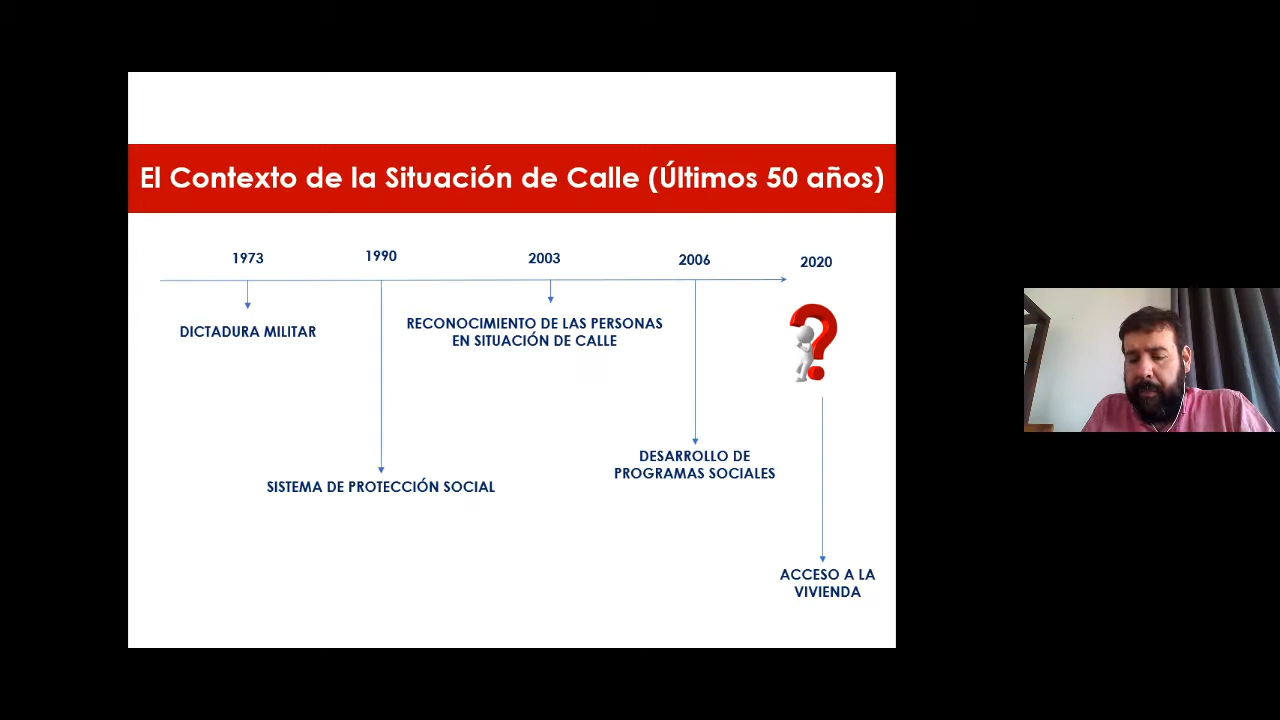 El Contexto de la Situación de Calle (Últimos 50 años)
1973
1990
2003
2006
2020
DICTADURA MILITAR
RECONOCIMIENTO DE LAS PERSONAS
EN SITUACIÓN DE CALLE
DESARROLLO DE
PROGRAMAS SOCIALES
SISTEMA DE PROTECCIÓN SOCIAL
ACCESO A LA
VIVIENDA